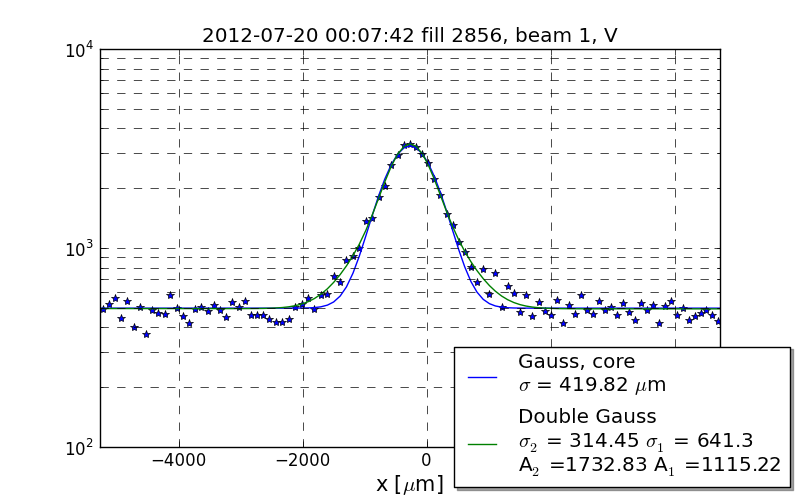 2012-07-20 00:07:42 fill 2856, beam 1, V
10⁴
10³
10²
−4000
−2000
0
x [μm]
Gauss, core
σ = 419.82 μm
Double Gauss
σ₂ = 314.45 σ₁ = 641.3
A₂ =1732.83 A₁ =1115.22